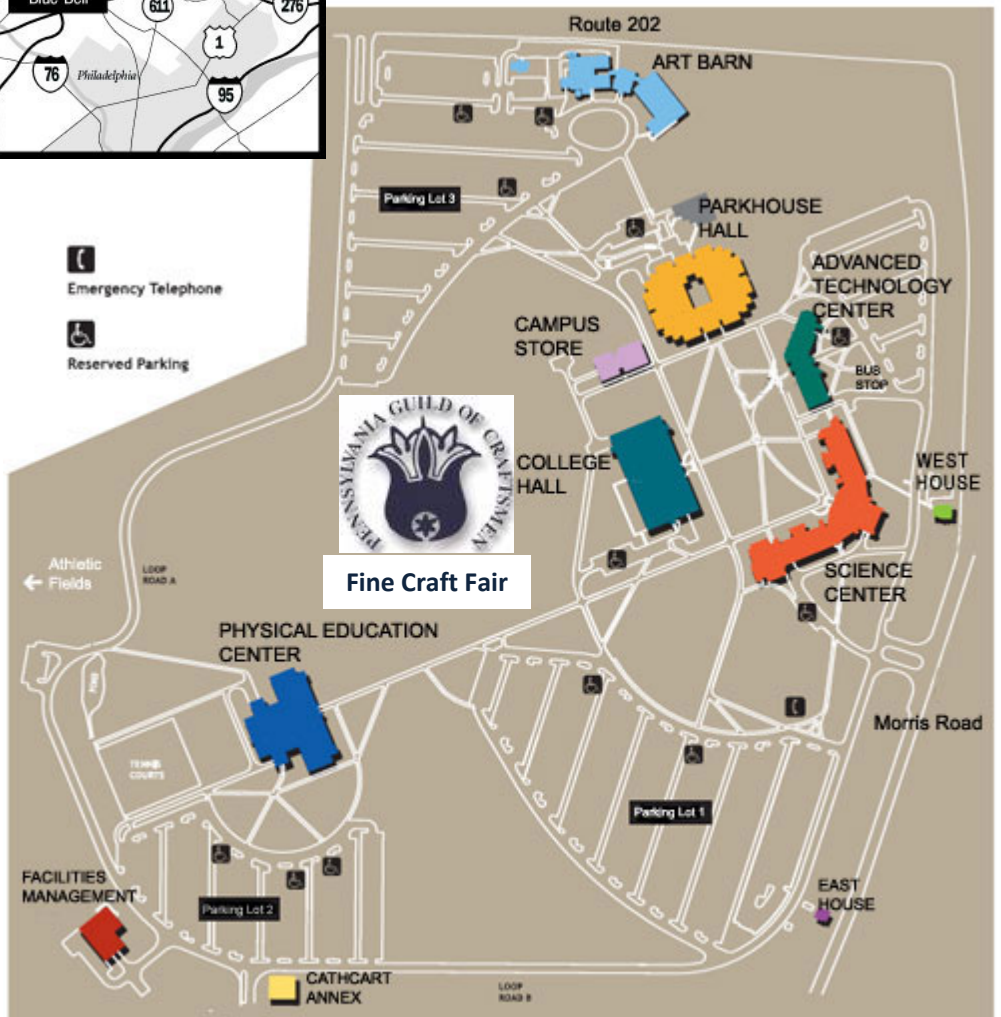 Blue Bell
611
276
1
76
Philadelphia
95
Route 202
ART BARN
Parking Lot 3
PARKHOUSE
HALL
Emergency Telephone
Reserved Parking
ADVANCED
TECHNOLOGY
CENTER
CAMPUS
STORE
BUS
STOP
PENNSYLVANIA GUILD OF CRAFTSMEN
COLLEGE
HALL
WEST
HOUSE
Fine Craft Fair
Athletic
Fields
LOOP
ROAD A
SCIENCE
CENTER
PHYSICAL EDUCATION
CENTER
POND
Morris Road
TENNIS
COURTS
Parking Lot 1
FACILITIES
MANAGEMENT
Parking Lot 2
EAST
HOUSE
CATHCART
ANNEX
LOOP
ROAD B